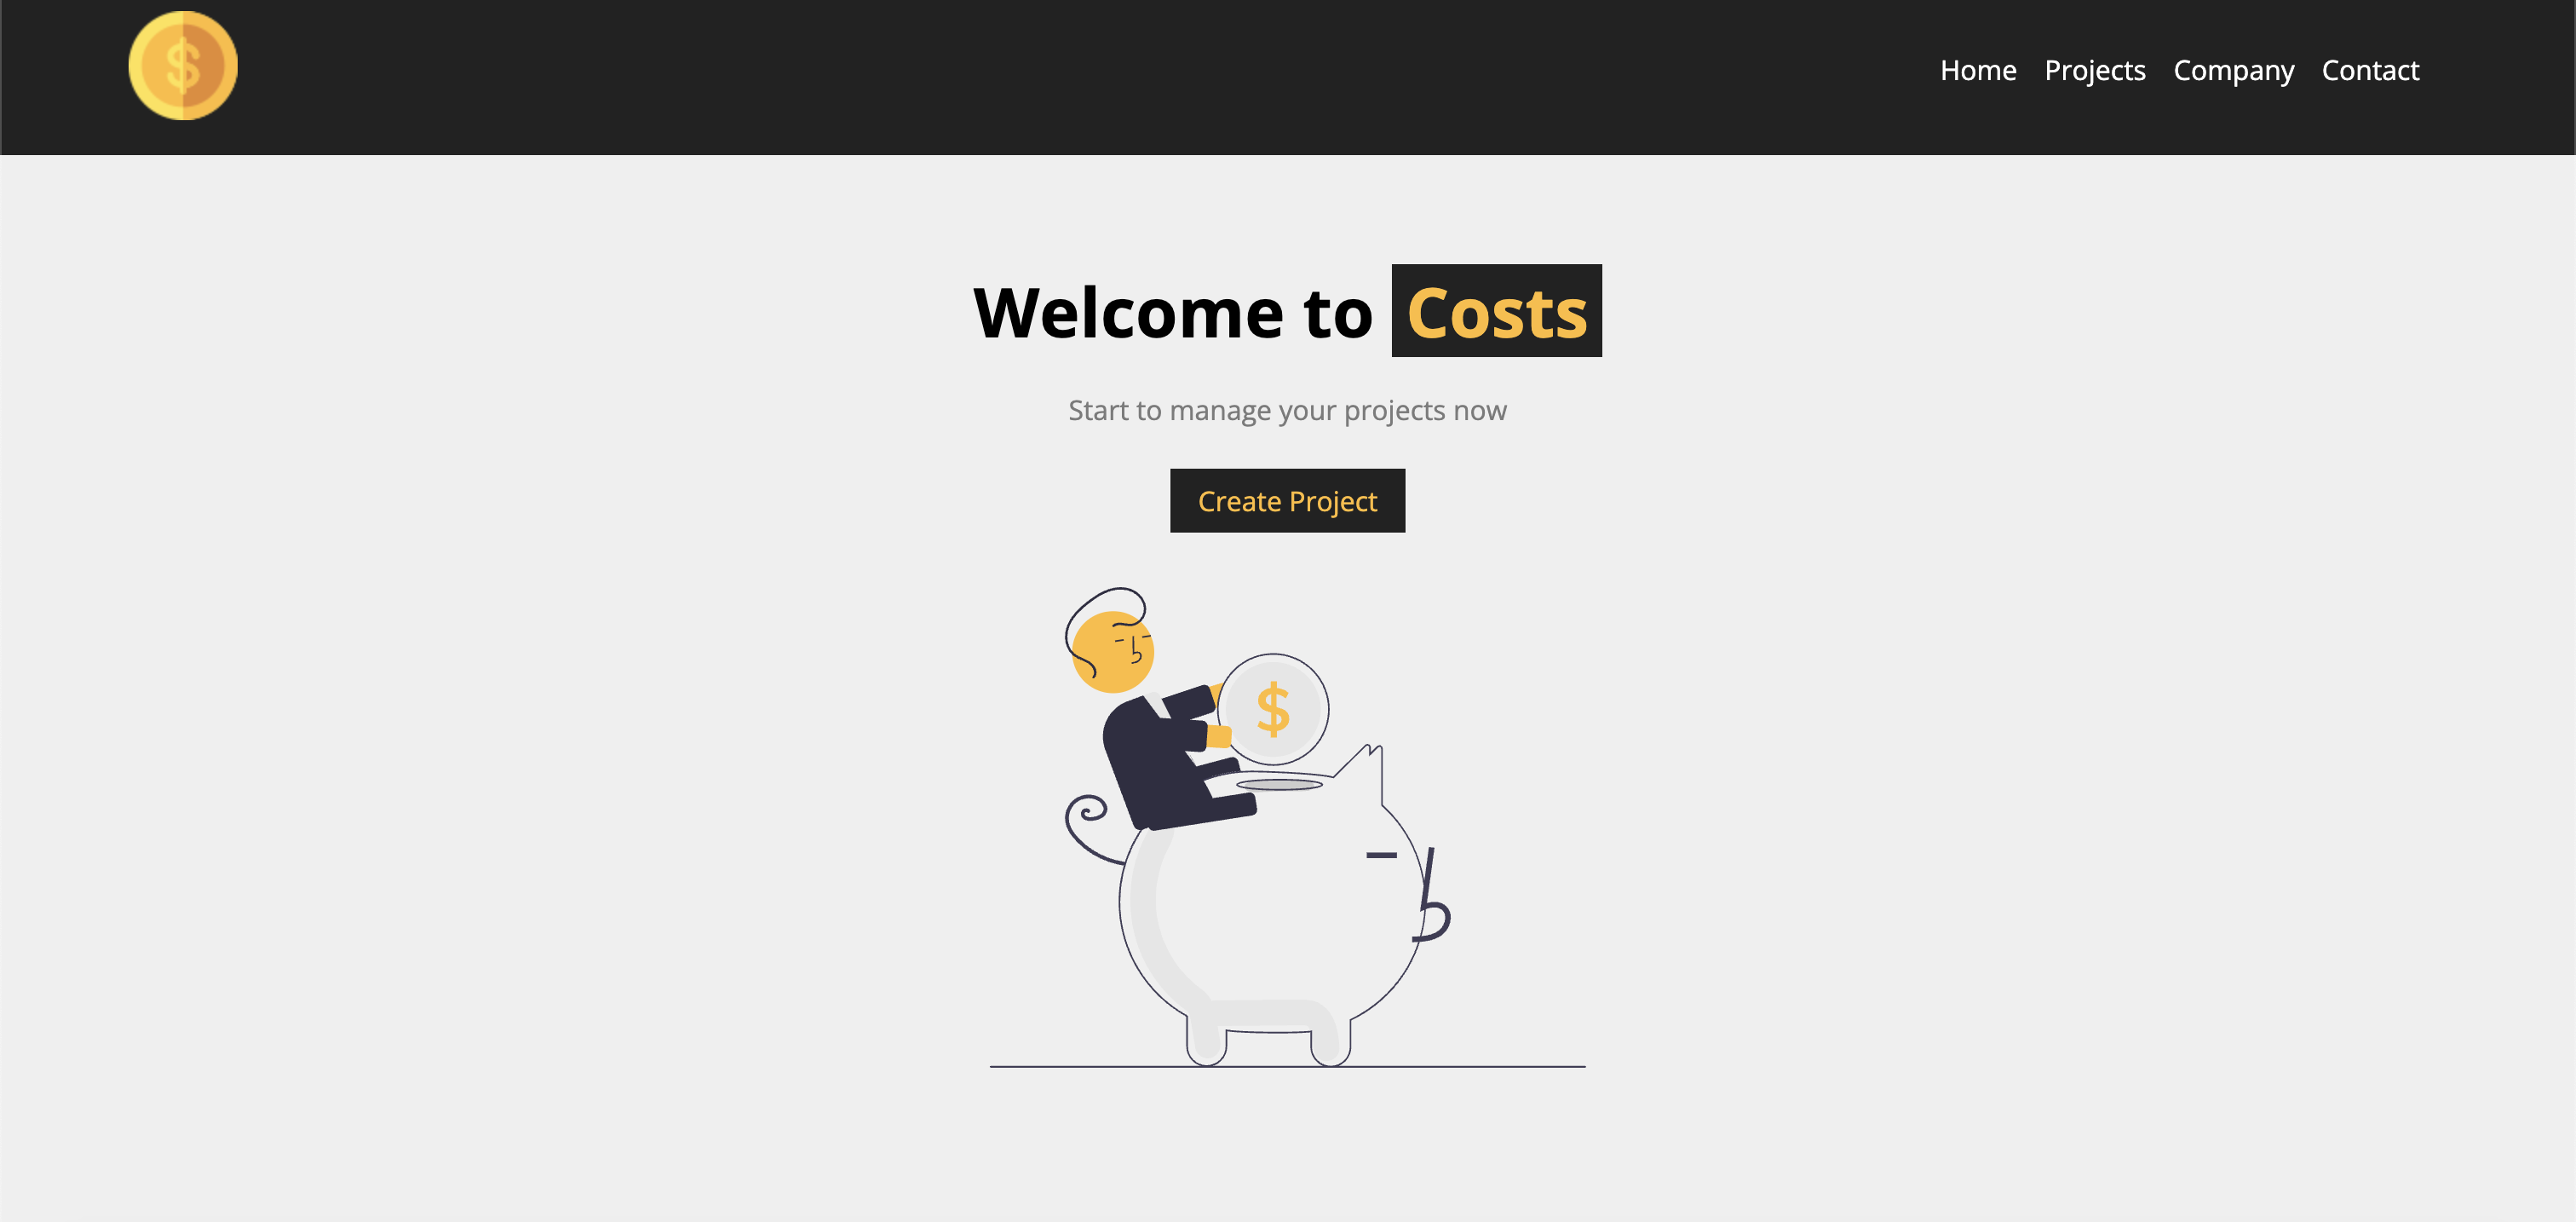 $
Home Projects Company Contact
Welcome to Costs
Start to manage your projects now
Create Project
$